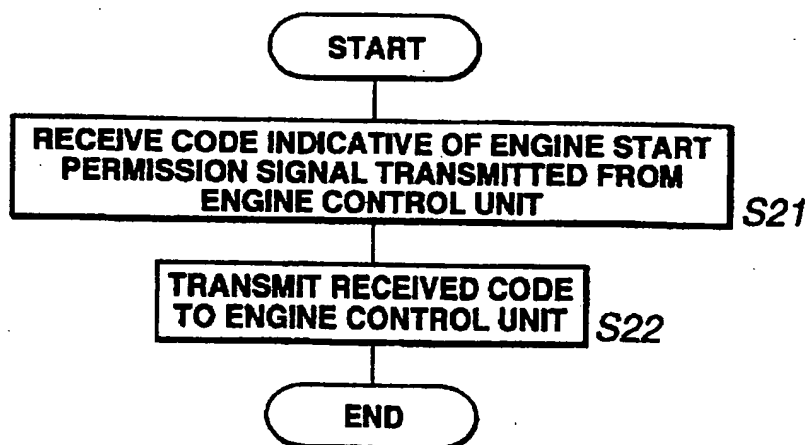 START
RECEIVE CODE INDICATIVE OF ENGINE START
PERMISSION SIGNAL TRANSMITTED FROM
ENGINE CONTROL UNIT
S21
TRANSMIT RECEIVED CODE
TO ENGINE CONTROL UNIT
S22
END